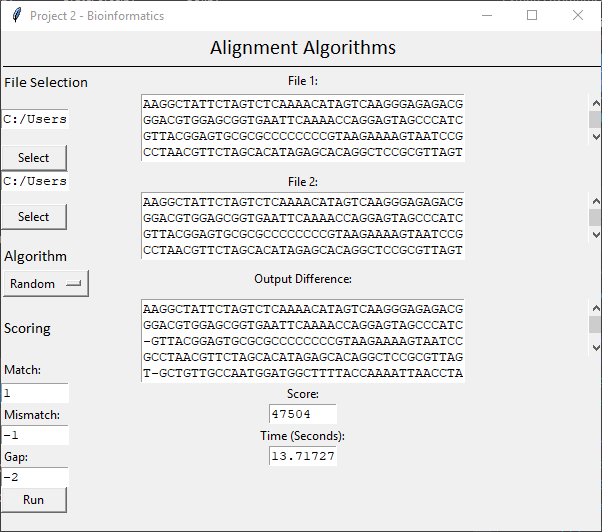 Project 2 - Bioinformatics
Alignment Algorithms
File Selection
C:/Users
Select
C:/Users
Select
Algorithm
Random
Scoring
Match:
1
Mismatch:
-1
Gap:
-2
Run
File 1:
AAGGCTATTCTAGTCTCAAAACATAGTCAAGGGAGAGACG
GGACGTGGAGCGGTGAATTCAAAACCAGGAGTAGCCCATC
GTTACGGAGTGCGCGCCCCCCCCGTAAGAAAAGTAATCCG
CCTAACGTTCTAGCACATAGAGCACAGGCTCCGCGTTAGT
File 2:
AAGGCTATTCTAGTCTCAAAACATAGTCAAGGGAGAGACG
GGACGTGGAGCGGTGAATTCAAAACCAGGAGTAGCCCATC
GTTACGGAGTGCGCGCCCCCCCCGTAAGAAAAGTAATCCG
CCTAACGTTCTAGCACATAGAGCACAGGCTCCGCGTTAGT
Output Difference:
AAGGCTATTCTAGTCTCAAAACATAGTCAAGGGAGAGACG
GGACGTGGAGCGGTGAATTCAAAACCAGGAGTAGCCCATC
-GTTACGGAGTGCGCGCCCCCCCCGTAAGAAAAGTAATCC
GCCTAACGTTCTAGCACATAGAGCACAGGCTCCGCGTTAG
T-GCTGTTGCCAATGGATGGCTTTTACCAAAATTAACCTA
Score:
47504
Time (Seconds):
13.71727